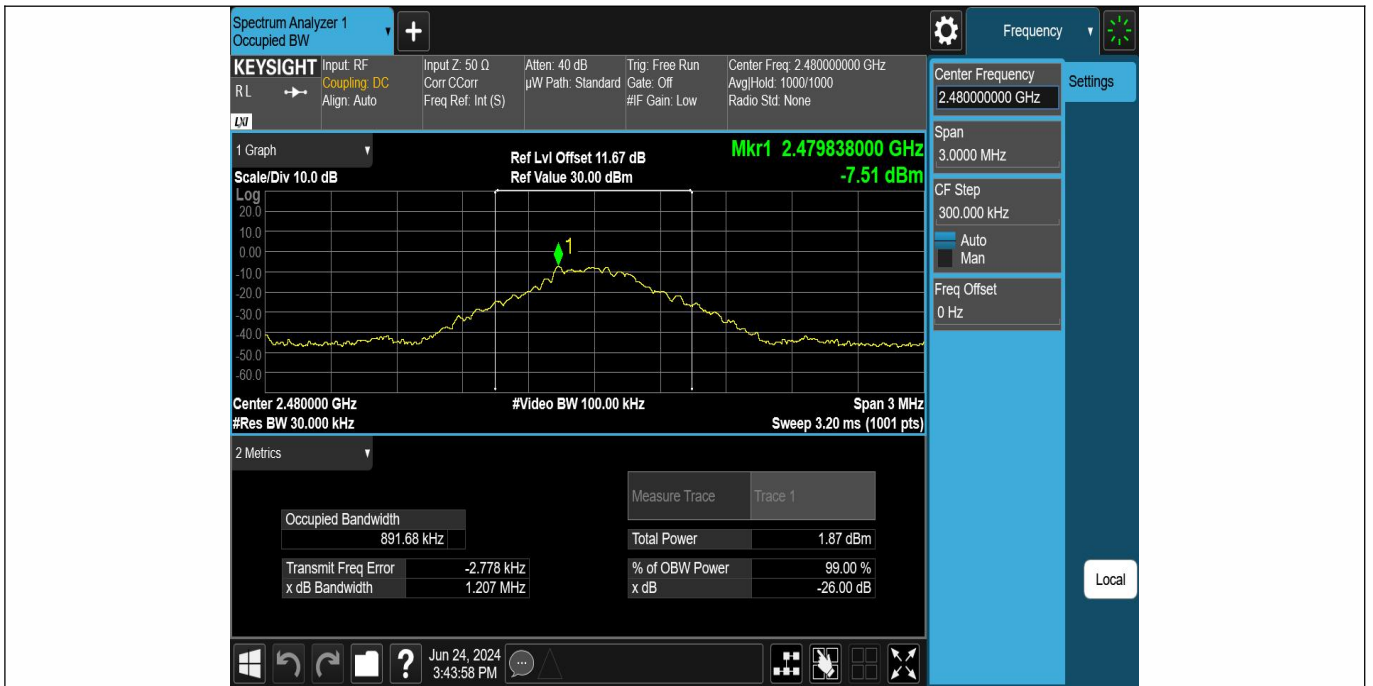 Spectrum Analyzer 1
Occupied BW
+
Frequency
KEYSIGHT
RL
LXI
Input: RF
Coupling: DC
Align: Auto
Input Z: 50 Ω
Corr CCorr
Freq Ref: Int (S)
Atten: 40 dB
µW Path: Standard
Trig: Free Run
Gate: Off
#IF Gain: Low
Center Freq: 2.480000000 GHz
Avg|Hold: 1000/1000
Radio Std: None
1 Graph
Scale/Div 10.0 dB
Ref Lvl Offset 11.67 dB
Ref Value 30.00 dBm
Mkr1 2.479838000 GHz
-7.51 dBm
Log
20.0
10.0
0.00
-10.0
-20.0
-30.0
-40.0
-50.0
-60.0
1
Center 2.480000 GHz
#Res BW 30.000 kHz
#Video BW 100.00 kHz
Span 3 MHz
Sweep 3.20 ms (1001 pts)
2 Metrics
Measure Trace Trace 1
Occupied Bandwidth
891.68 kHz
Total Power 1.87 dBm
Transmit Freq Error -2.778 kHz
% of OBW Power 99.00 %
x dB Bandwidth 1.207 MHz
x dB -26.00 dB
Center Frequency
2.480000000 GHz
Settings
Span
3.0000 MHz
CF Step
300.000 kHz
Auto
Man
Freq Offset
0 Hz
Local
?
Jun 24, 2024
3:43:58 PM